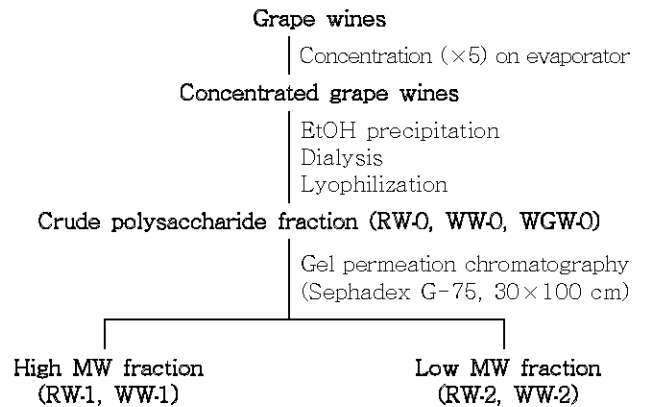 Grape wines
Concentration (×5) on evaporator
Concentrated grape wines
EtOH precipitation
Dialysis
Lyophilization
Crude polysaccharide fraction (RW-0, WW-0, WGW-0)
Gel permeation chromatography
(Sephadex G-75, 30×100 cm)
High MW fraction
(RW-1, WW-1)
Low MW fraction
(RW-2, WW-2)